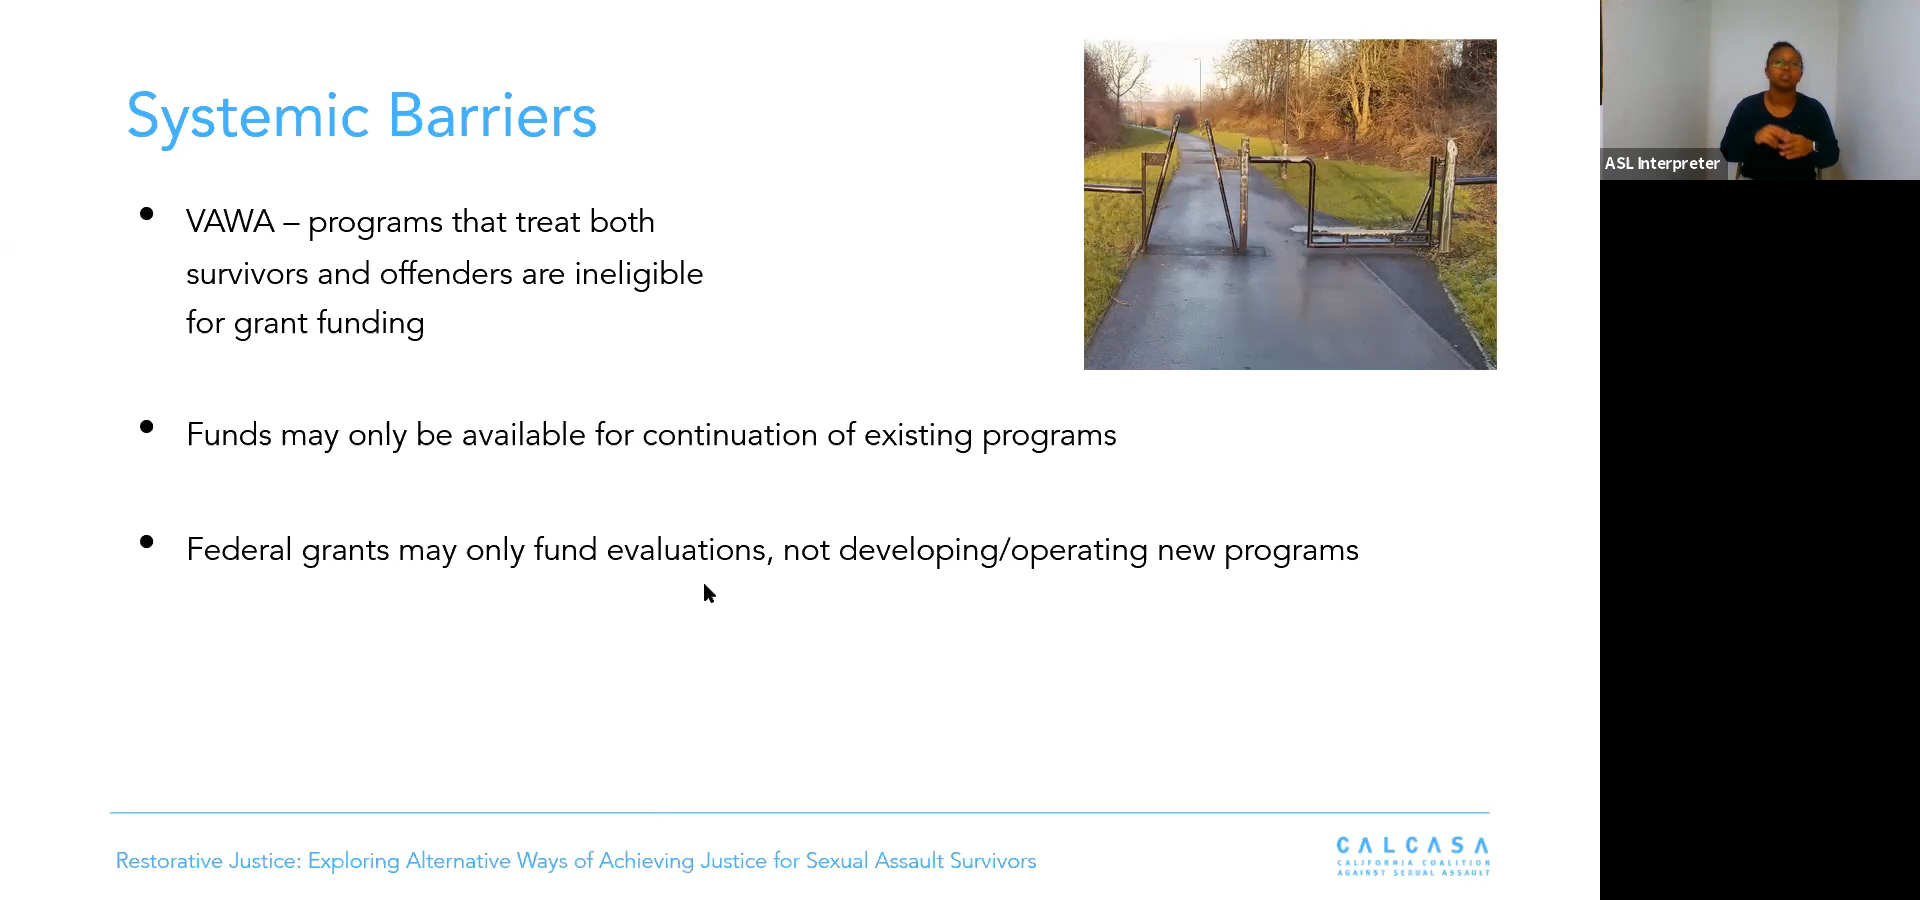 Systemic Barriers
ASL Interpreter
• VAWA – programs that treat both
survivors and offenders are ineligible
for grant funding
• Funds may only be available for continuation of existing programs
• Federal grants may only fund evaluations, not developing/operating new programs
Restorative Justice: Exploring Alternative Ways of Achieving Justice for Sexual Assault Survivors
CALCASA
CALIFORNIA COALITION
AGAINST SEXUAL ASSAULT